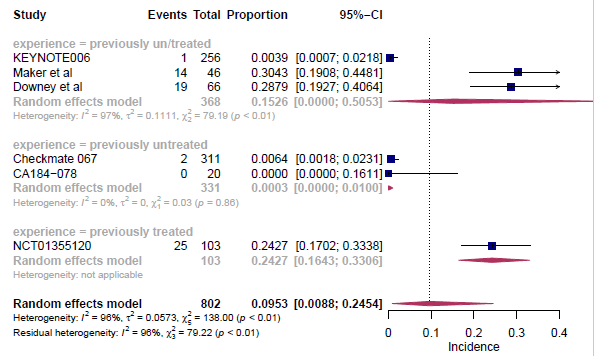 Study Events Total Proportion 95%−CI
experience = previously un/treated
KEYNOTE006 1 256 0.0039 [0.0007; 0.0218]
Maker et al 14 46 0.3043 [0.1908; 0.4481]
Downey et al 19 66 0.2879 [0.1927; 0.4064]
Random effects model 368 0.1526 [0.0000; 0.5053]
Heterogeneity: I² = 97%, τ² = 0.1111, χ²₂ = 79.19 (p < 0.01)
experience = previously untreated
Checkmate 067 2 311 0.0064 [0.0018; 0.0231]
CA184−078 0 20 0.0000 [0.0000; 0.1611]
Random effects model 331 0.0003 [0.0000; 0.0100]
Heterogeneity: I² = 0%, τ² = 0, χ²₁ = 0.03 (p = 0.86)
experience = previously treated
NCT01355120 25 103 0.2427 [0.1702; 0.3338]
Random effects model 103 0.2427 [0.1643; 0.3306]
Heterogeneity: not applicable
Random effects model 802 0.0953 [0.0088; 0.2454]
Heterogeneity: I² = 96%, τ² = 0.0573, χ²₅ = 138.00 (p < 0.01)
Residual heterogeneity: I² = 96%, χ²₃ = 79.22 (p < 0.01)
0 0.1 0.2 0.3 0.4
Incidence